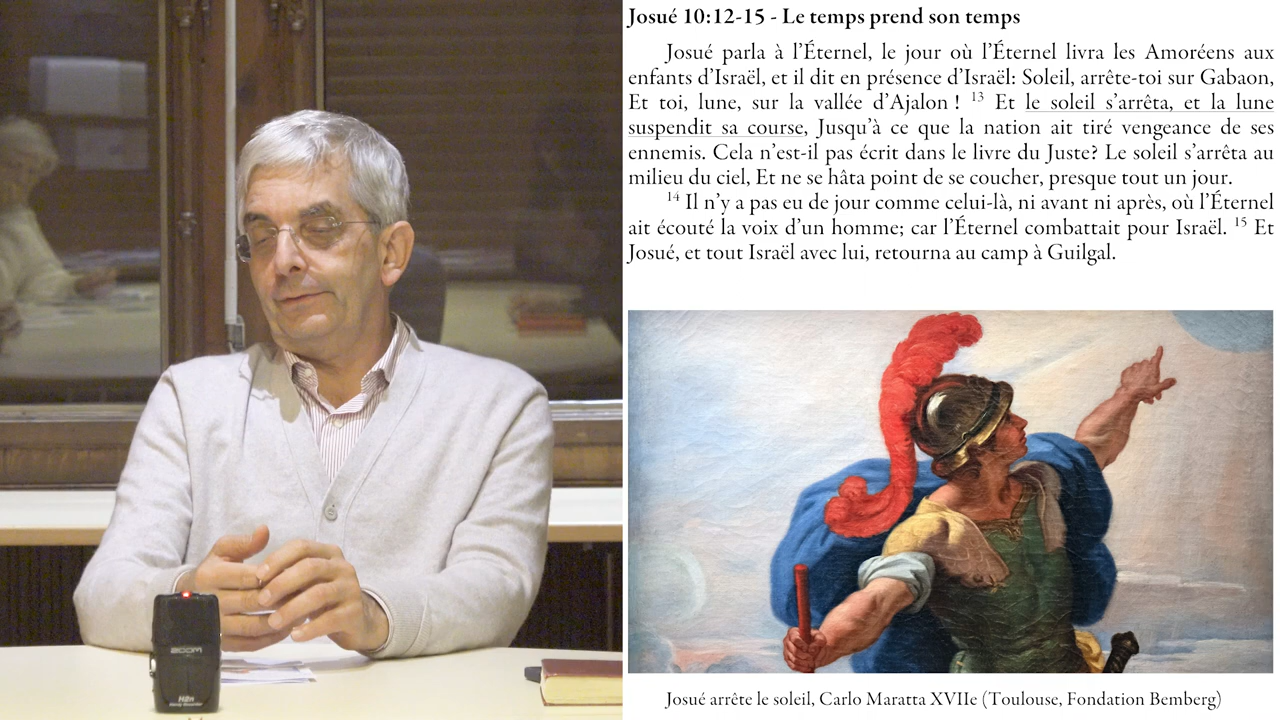 Josué 10:12-15 - Le temps prend son temps
Josué parla à l’Éternel, le jour où l’Éternel livra les Amoréens aux
enfants d’Israël, et il dit en présence d’Israël: Soleil, arrête-toi sur Gabaon,
Et toi, lune, sur la vallée d’Ajalon ! 13 Et le soleil s’arrêta, et la lune
suspendit sa course, Jusqu’à ce que la nation ait tiré vengeance de ses
ennemis. Cela n’est-il pas écrit dans le livre du Juste? Le soleil s’arrêta au
milieu du ciel, Et ne se hâta point de se coucher, presque tout un jour.
14 Il n’y a pas eu de jour comme celui-là, ni avant ni après, où l’Éternel
ait écouté la voix d’un homme; car l’Éternel combattait pour Israël. 15 Et
Josué, et tout Israël avec lui, retourna au camp à Guilgal.
Josué arrête le soleil, Carlo Maratta XVIIe (Toulouse, Fondation Bemberg)
zoom
H2n
Handy Recorder